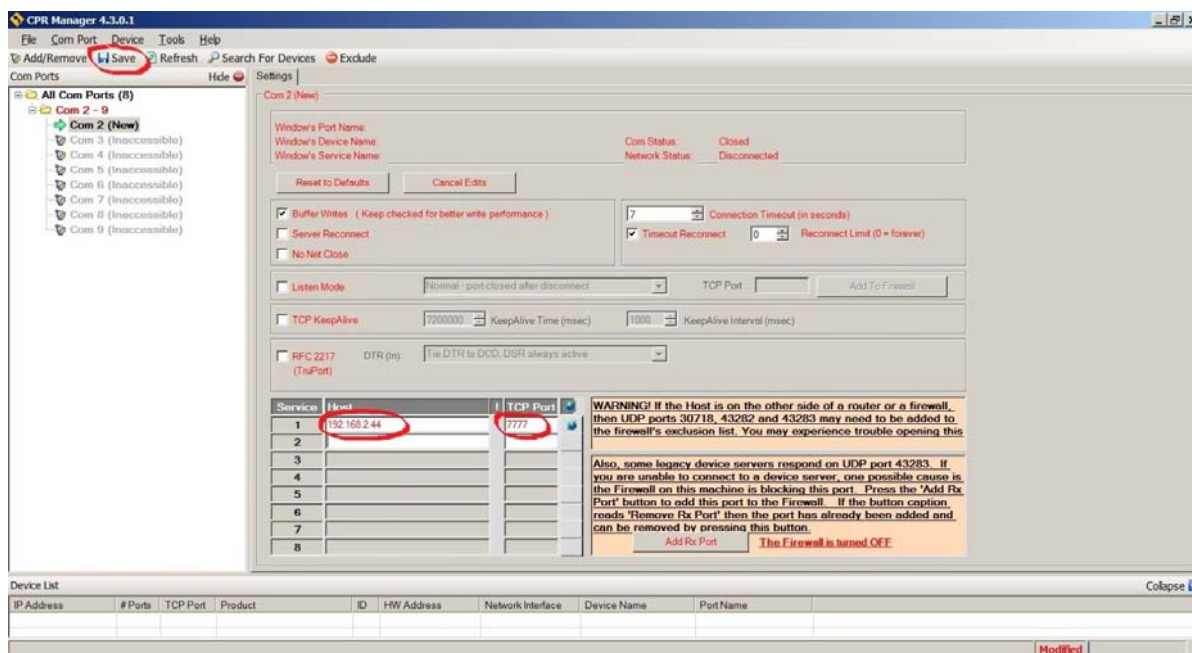 CPR Manager 4.3.0.1
File Com Port Device Tools Help
Add/Remove Save Refresh Search For Devices Exclude
Com Ports Hide Settings
All Com Ports (8)
Com 2 - 9
Com 2 (New)
Com 3 (Inaccessible)
Com 4 (Inaccessible)
Com 5 (Inaccessible)
Com 6 (Inaccessible)
Com 7 (Inaccessible)
Com 8 (Inaccessible)
Com 9 (Inaccessible)
Com 2 (New)
Window's Port Name:
Window's Device Name: Com Status: Closed
Window's Service Name: Network Status: Disconnected
Reset to Defaults Cancel Edits
Buffer Writes ( Keep checked for better write performance )
Server Reconnect
No Net Close
7 Connection Timeout (in seconds)
Timeout Reconnect 0 Reconnect Limit (0 = forever)
Listen Mode Normal - port closed after disconnect TCP Port Add To Firewall
TCP KeepAlive 7200000 KeepAlive Time (msec) 1000 KeepAlive Interval (msec)
RFC 2217 DTR (In): Tie DTR to DCD, DSR always active
(TruPort)
Service Host ! TCP Port
1 192.168.2.44 7777
2
3
4
5
6
7
8
WARNING! If the Host is on the other side of a router or a firewall,
then UDP ports 30718, 43282 and 43283 may need to be added to
the firewall's exclusion list. You may experience trouble opening this
Also, some legacy device servers respond on UDP port 43283. If
you are unable to connect to a device server, one possible cause is
the Firewall on this machine is blocking this port. Press the 'Add Rx
Port' button to add this port to the Firewall. If the button caption
reads 'Remove Rx Port' then the port has already been added and
can be removed by pressing this button.
Add Rx Port The Firewall is turned OFF
Device List Collapse
IP Address # Ports TCP Port Product ID HW Address Network Interface Device Name Port Name
Modified